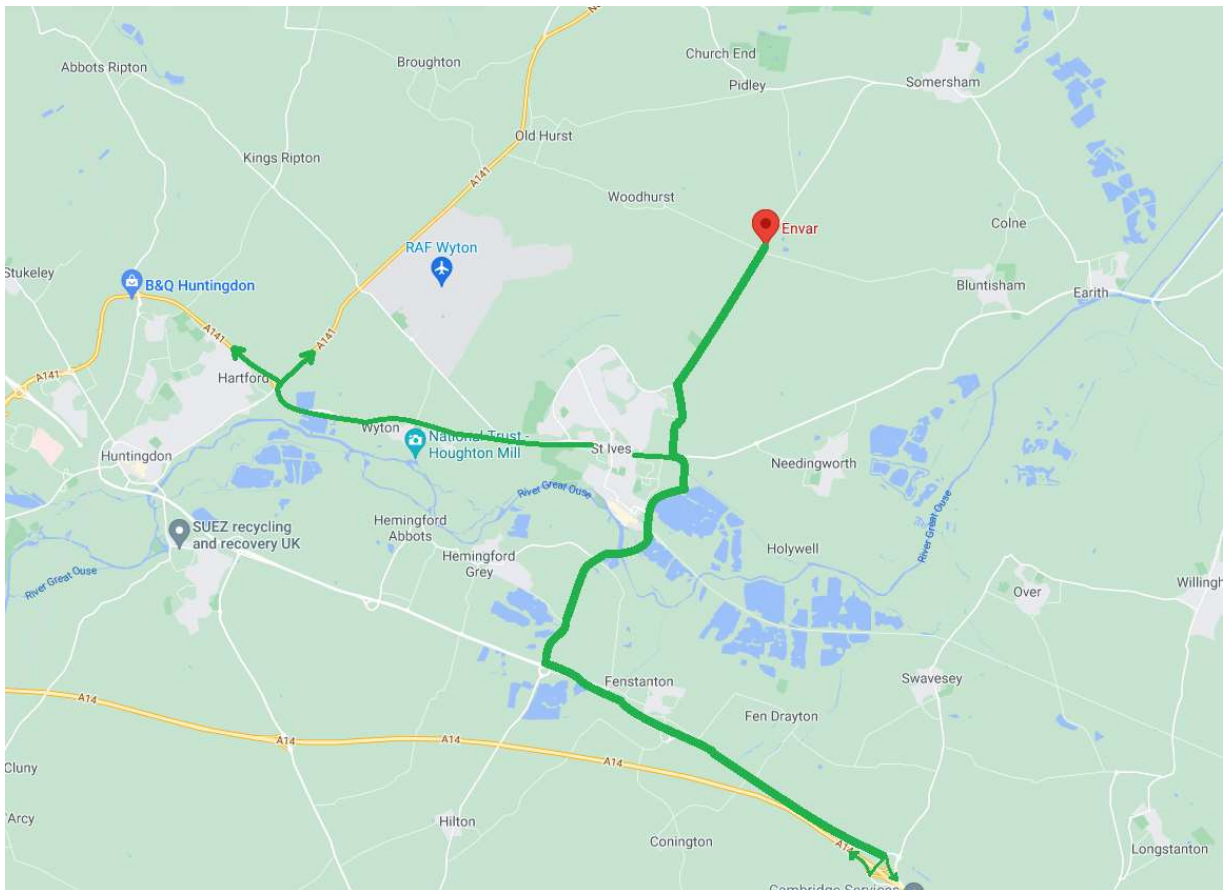 Church End
Abbots Ripton
Broughton
Pidley
Somersham
Old Hurst
Kings Ripton
A141
Woodhurst
Envar
Colne
RAF Wyton
Stukeley
B&Q Huntingdon
Bluntisham
Earith
A141
A141
A141
Hartford
Wyton
National Trust -
Houghton Mill
St Ives
Huntingdon
Needingworth
River Great Ouse
SUEZ recycling
and recovery UK
Hemingford
Abbots
Holywell
River Great Ouse
Hemingford
Grey
River Great Ouse
Over
Willingh
Fenstanton
Swavesey
A14
Fen Drayton
A14
A14
Cluny
D'Arcy
Hilton
Conington
A14
Longstanton
Cambridge Services